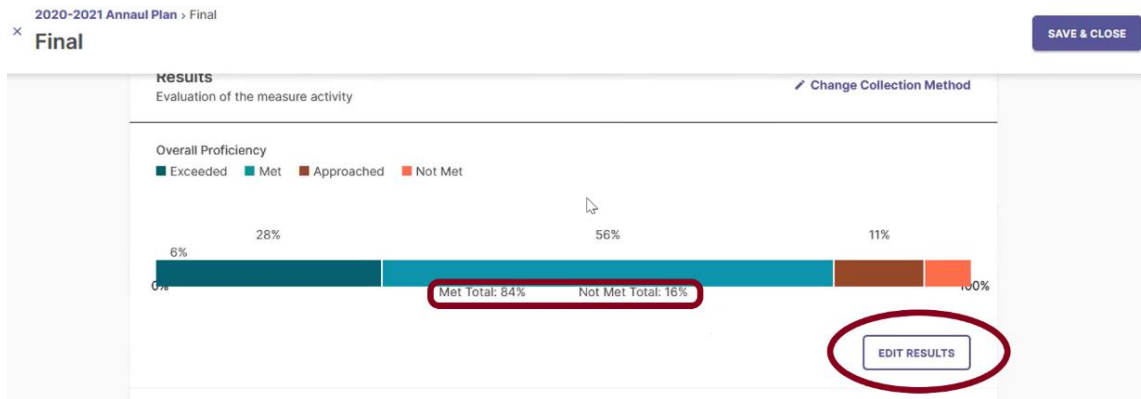 2020-2021 Annaul Plan › Final
× Final
SAVE & CLOSE
Results
Change Collection Method
Evaluation of the measure activity
Overall Proficiency
Exceeded Met Approached Not Met
28% 56% 11%
6%
0% 100%
Met Total: 84% Not Met Total: 16%
EDIT RESULTS